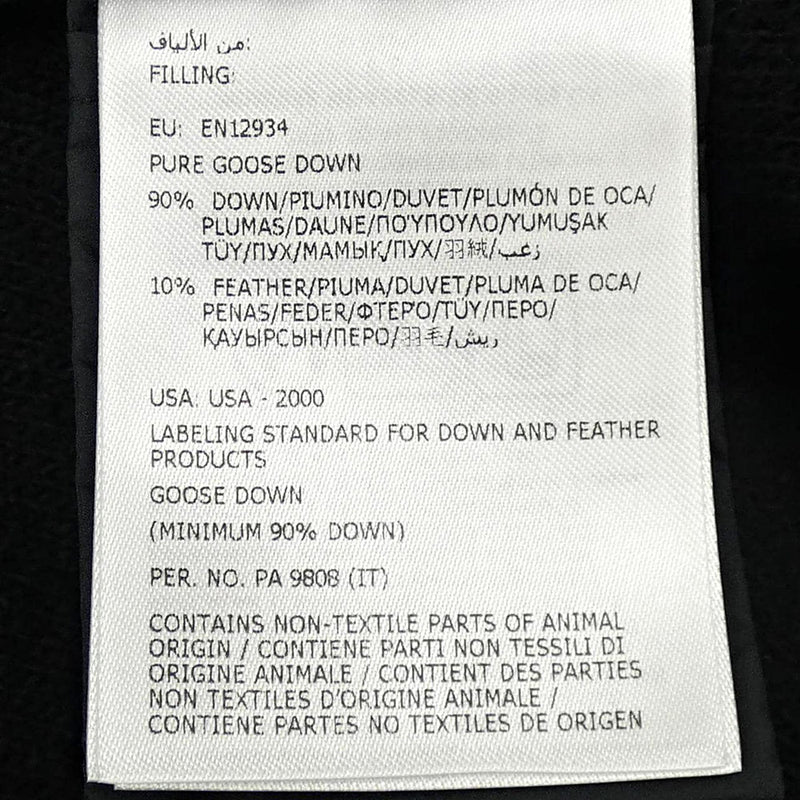 من الألياف:
FILLING:
EU: EN12934
PURE GOOSE DOWN
90% DOWN/PIUMINO/DUVET/PLUMÓN DE OCA/
PLUMAS/DAUNE/ΠΟΎΠΟΥΛΟ/YUMUŞAK
TÜY/ПУХ/МАМЫҚ/ПУХ/羽絨/زغب
10% FEATHER/PIUMA/DUVET/PLUMA DE OCA/
PENAS/FEDER/ΦΤΕΡΌ/TÜY/ПЕРО/
ҚАУЫРСЫН/ПЕРО/羽毛/ريش
USA: USA - 2000
LABELING STANDARD FOR DOWN AND FEATHER
PRODUCTS
GOOSE DOWN
(MINIMUM 90% DOWN)
PER. NO. PA 9808 (IT)
CONTAINS NON-TEXTILE PARTS OF ANIMAL
ORIGIN / CONTIENE PARTI NON TESSILI DI
ORIGINE ANIMALE / CONTIENT DES PARTIES
NON TEXTILES D'ORIGINE ANIMALE /
CONTIENE PARTES NO TEXTILES DE ORIGEN